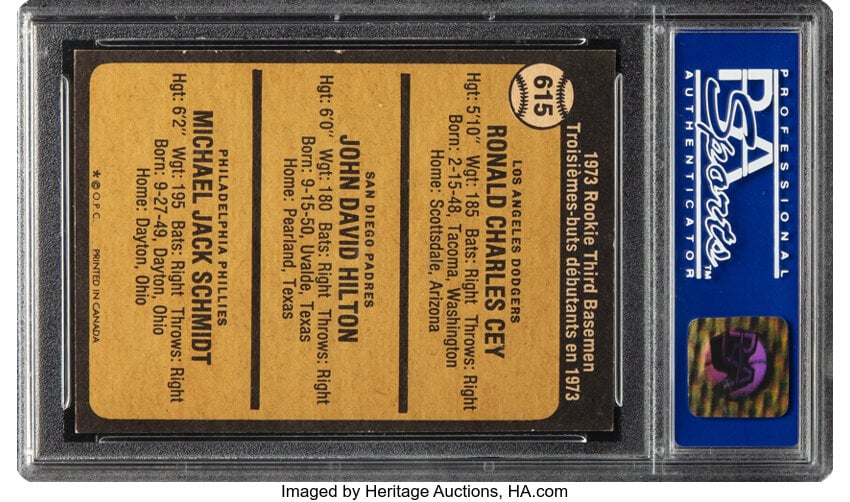 PROFESSIONAL
PSA
Sports™
AUTHENTICATOR
PSA
615
1973 Rookie Third Basemen
Troisièmes-buts débutants en 1973
LOS ANGELES DODGERS
RONALD CHARLES CEY
Hgt: 5'10" Wgt: 185 Bats: Right Throws: Right
Born: 2-15-48, Tacoma, Washington
Home: Scottsdale, Arizona
SAN DIEGO PADRES
JOHN DAVID HILTON
Hgt: 6'0" Wgt: 180 Bats: Right Throws: Right
Born: 9-15-50, Uvalde, Texas
Home: Pearland, Texas
PHILADELPHIA PHILLIES
MICHAEL JACK SCHMIDT
Hgt: 6'2" Wgt: 195 Bats: Right Throws: Right
Born: 9-27-49, Dayton, Ohio
Home: Dayton, Ohio
* © O.P.C. PRINTED IN CANADA
Imaged by Heritage Auctions, HA.com